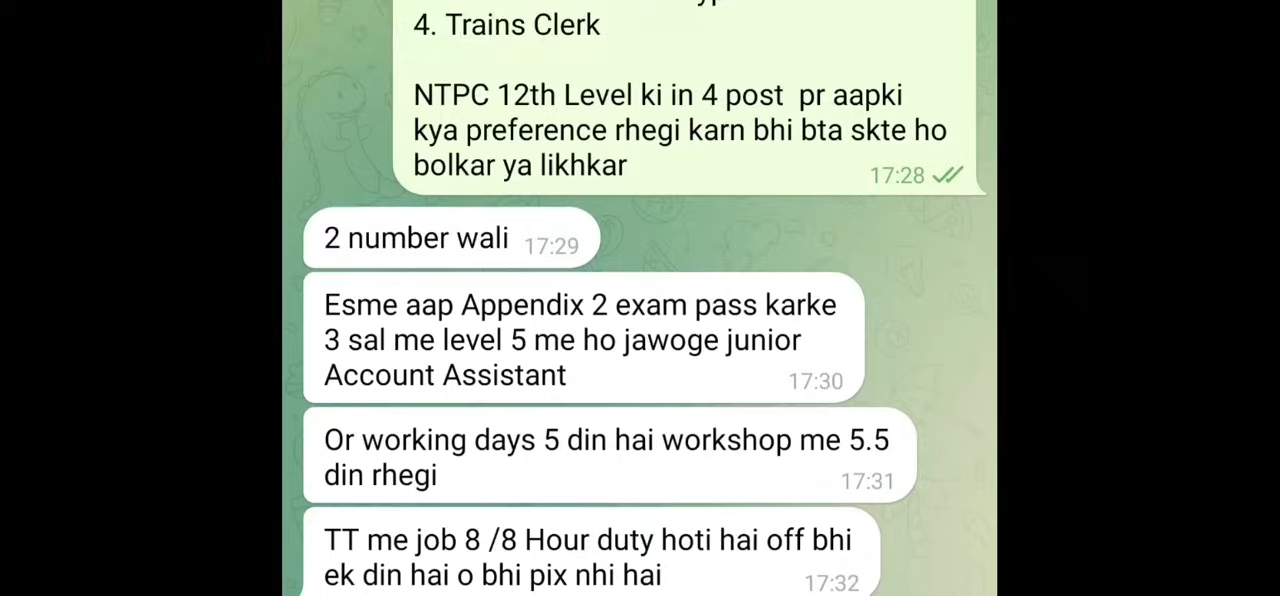 4. Trains Clerk
NTPC 12th Level ki in 4 post pr aapki
kya preference rhegi karn bhi bta skte ho
bolkar ya likhkar
17:28
2 number wali 17:29
Esme aap Appendix 2 exam pass karke
3 sal me level 5 me ho jawoge junior
Account Assistant
17:30
Or working days 5 din hai workshop me 5.5
din rhegi
17:31
TT me job 8 /8 Hour duty hoti hai off bhi
ek din hai o bhi pix nhi hai
17:32